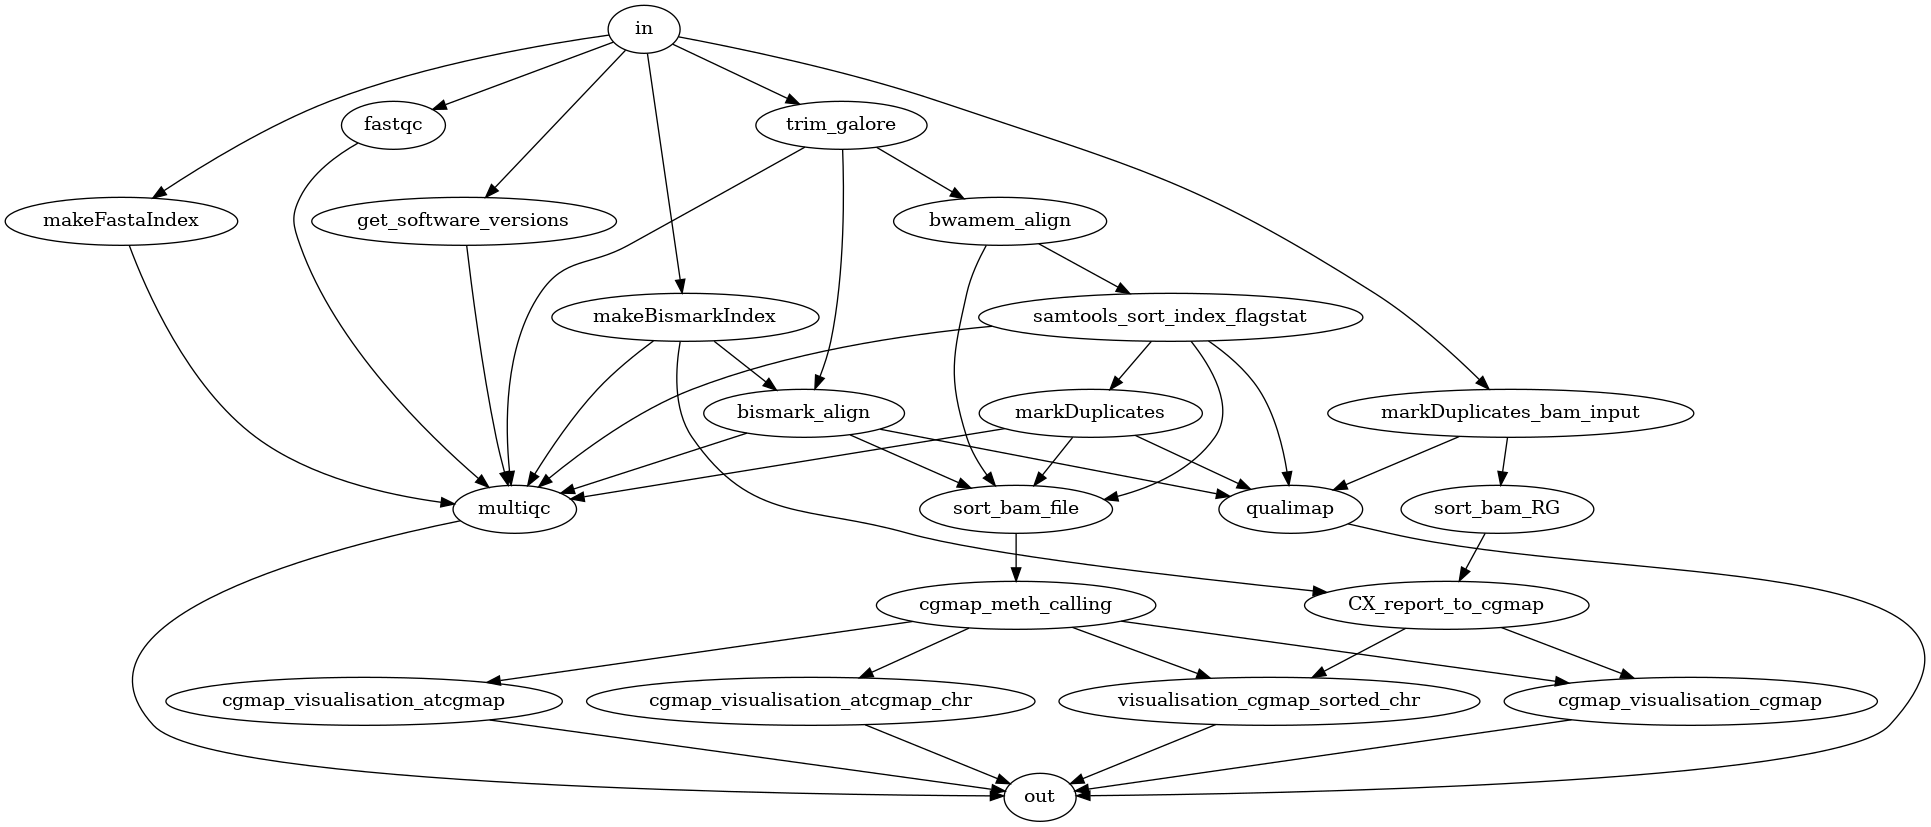 in
fastqc
trim_galore
makeFastaIndex
get_software_versions
bwamem_align
makeBismarkIndex
samtools_sort_index_flagstat
bismark_align
markDuplicates
markDuplicates_bam_input
multiqc
sort_bam_file
qualimap
sort_bam_RG
cgmap_meth_calling
CX_report_to_cgmap
cgmap_visualisation_atcgmap
cgmap_visualisation_atcgmap_chr
visualisation_cgmap_sorted_chr
cgmap_visualisation_cgmap
out